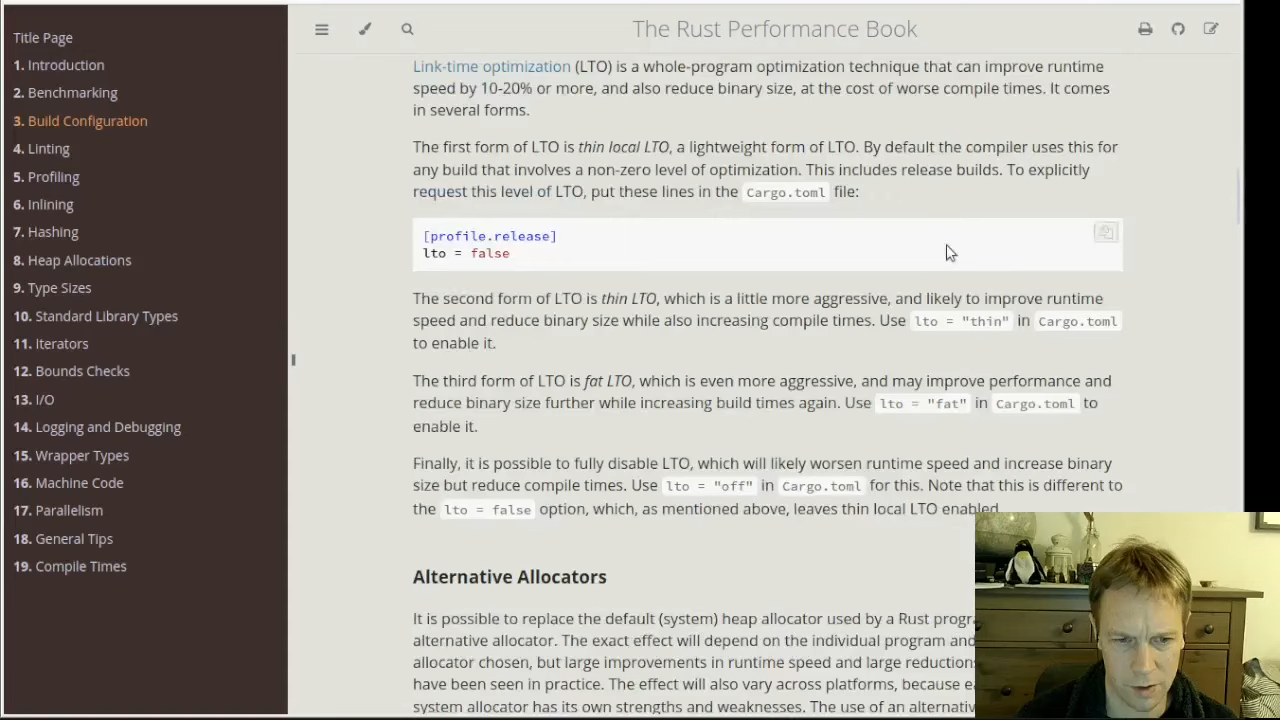 The Rust Performance Book
Title Page
1. Introduction
2. Benchmarking
3. Build Configuration
4. Linting
5. Profiling
6. Inlining
7. Hashing
8. Heap Allocations
9. Type Sizes
10. Standard Library Types
11. Iterators
12. Bounds Checks
13. I/O
14. Logging and Debugging
15. Wrapper Types
16. Machine Code
17. Parallelism
18. General Tips
19. Compile Times
Link-time optimization (LTO) is a whole-program optimization technique that can improve runtime
speed by 10-20% or more, and also reduce binary size, at the cost of worse compile times. It comes
in several forms.
The first form of LTO is thin local LTO, a lightweight form of LTO. By default the compiler uses this for
any build that involves a non-zero level of optimization. This includes release builds. To explicitly
request this level of LTO, put these lines in the Cargo.toml file:
[profile.release]
lto = false
The second form of LTO is thin LTO, which is a little more aggressive, and likely to improve runtime
speed and reduce binary size while also increasing compile times. Use lto = "thin" in Cargo.toml
to enable it.
The third form of LTO is fat LTO, which is even more aggressive, and may improve performance and
reduce binary size further while increasing build times again. Use lto = "fat" in Cargo.toml to
enable it.
Finally, it is possible to fully disable LTO, which will likely worsen runtime speed and increase binary
size but reduce compile times. Use lto = "off" in Cargo.toml for this. Note that this is different to
the lto = false option, which, as mentioned above, leaves thin local LTO enabled.
Alternative Allocators
It is possible to replace the default (system) heap allocator used by a Rust
alternative allocator. The exact effect will depend on the individual program and
allocator chosen, but large improvements in runtime speed and large
have been seen in practice. The effect will also vary across platforms, because
system allocator has its own strengths and weaknesses. The use of an